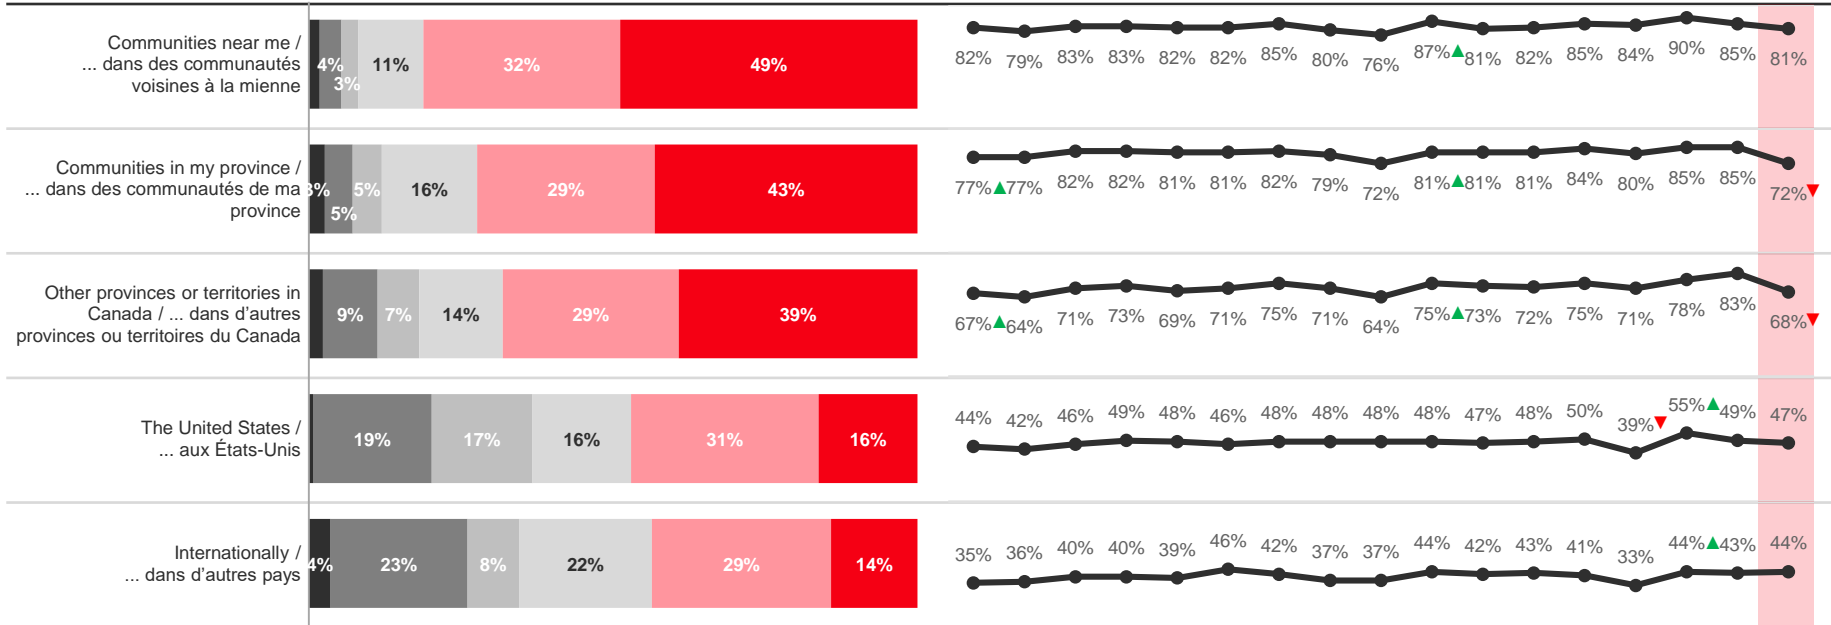 Communities near me /
... dans des communautés
voisines à la mienne
4%
3%
11%
32%
49%
82% 79% 83% 83% 82% 82% 85% 80% 76% 87%▲81% 82% 85% 84% 90% 85% 81%
Communities in my province /
... dans des communautés de ma
province
3%
5%
5%
16%
29%
43%
77%▲77% 82% 82% 81% 81% 82% 79% 72% 81%▲81% 81% 84% 80% 85% 85% 72%▼
Other provinces or territories in
Canada / ... dans d'autres
provinces ou territoires du Canada
9%
7%
14%
29%
39%
67%▲64% 71% 73% 69% 71% 75% 71% 64% 75%▲73% 72% 75% 71% 78% 83% 68%▼
The United States /
... aux États-Unis
19%
17%
16%
31%
16%
44% 42% 46% 49% 48% 46% 48% 48% 48% 48% 47% 48% 50% 39%▼ 55%▲49% 47%
Internationally /
... dans d'autres pays
4%
23%
8%
22%
29%
14%
35% 36% 40% 40% 39% 46% 42% 37% 37% 44% 42% 43% 41% 33% 44%▲43% 44%